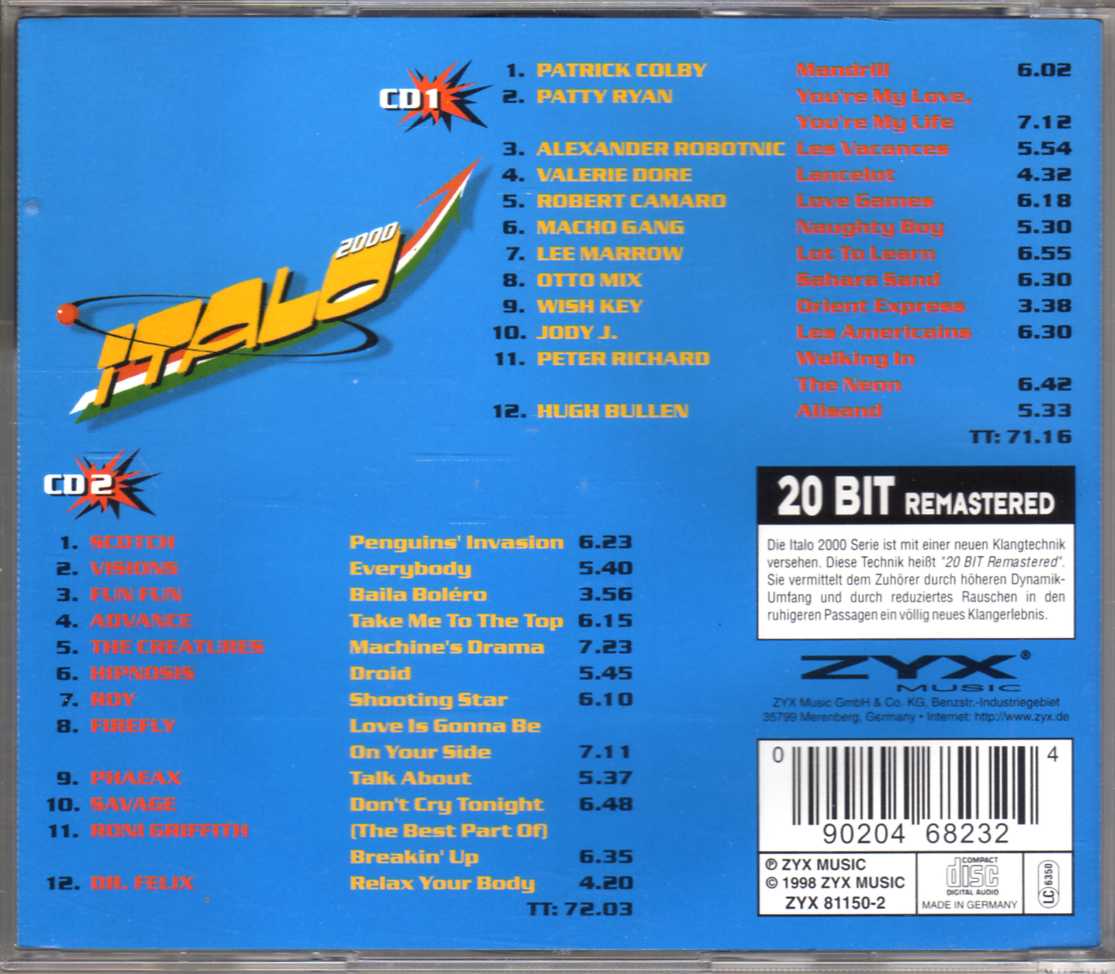 CD 1
1. PATRICK COLBY Mandrill 6.02
2. PATTY RYAN You're My Love,
You're My Life 7.12
3. ALEXANDER ROBOTNIC Les Vacances 5.54
4. VALERIE DORE Lancelot 4.32
5. ROBERT CAMARO Love Games 6.18
6. MACHO GANG Naughty Boy 5.30
7. LEE MARROW Lot To Learn 6.55
8. OTTO MIX Sahara Sand 6.30
9. WISH KEY Orient Express 3.38
10. JODY J. Les Americains 6.30
11. PETER RICHARD Walking In
The Neon 6.42
12. HUGH BULLEN Alisand 5.33
TT: 71.16
ITALO 2000
CD 2
1. SCOTCH Penguins' Invasion 6.23
2. VISIONS Everybody 5.40
3. FUN FUN Baila Boléro 3.56
4. ADVANCE Take Me To The Top 6.15
5. THE CREATURES Machine's Drama 7.23
6. HIPNOSIS Droid 5.45
7. ROY Shooting Star 6.10
8. FIREFLY Love Is Gonna Be
On Your Side 7.11
9. PHAEAX Talk About 5.37
10. SAVAGE Don't Cry Tonight 6.48
11. RONI GRIFFITH (The Best Part Of)
Breakin' Up 6.35
12. DR. FELIX Relax Your Body 4.20
TT: 72.03
20 BIT REMASTERED
Die Italo 2000 Serie ist mit einer neuen Klangtechnik
versehen. Diese Technik heißt "20 BIT Remastered".
Sie vermittelt dem Zuhörer durch höheren Dynamik-
Umfang und durch reduziertes Rauschen in den
ruhigeren Passagen ein völlig neues Klangerlebnis.
ZYX®
MUSIC
ZYX Music GmbH & Co. KG, Benzstr.-Industriegebiet
35799 Merenberg, Germany • Internet: http://www.zyx.de
0 90204 68232 4
℗ ZYX MUSIC
© 1998 ZYX MUSIC
ZYX 81150-2
COMPACT
disc
DIGITAL AUDIO
MADE IN GERMANY
LC 6350